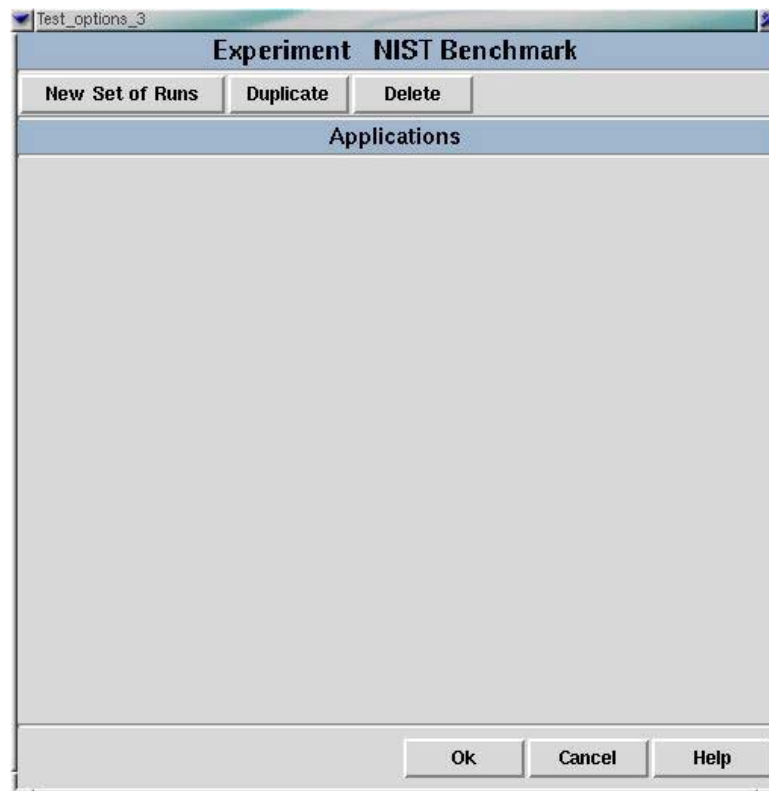 Test_options_3
Experiment NIST Benchmark
New Set of Runs Duplicate Delete
Applications
Ok Cancel Help